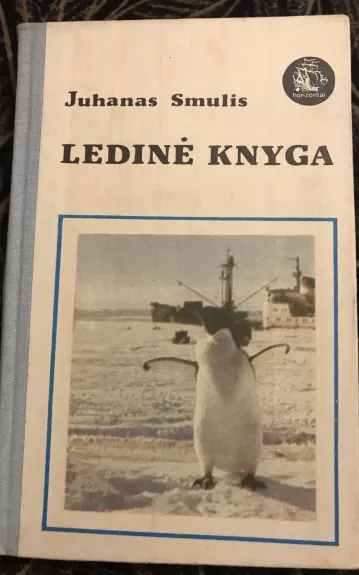 horizontai
Juhanas Smulis
LEDINĖ KNYGA